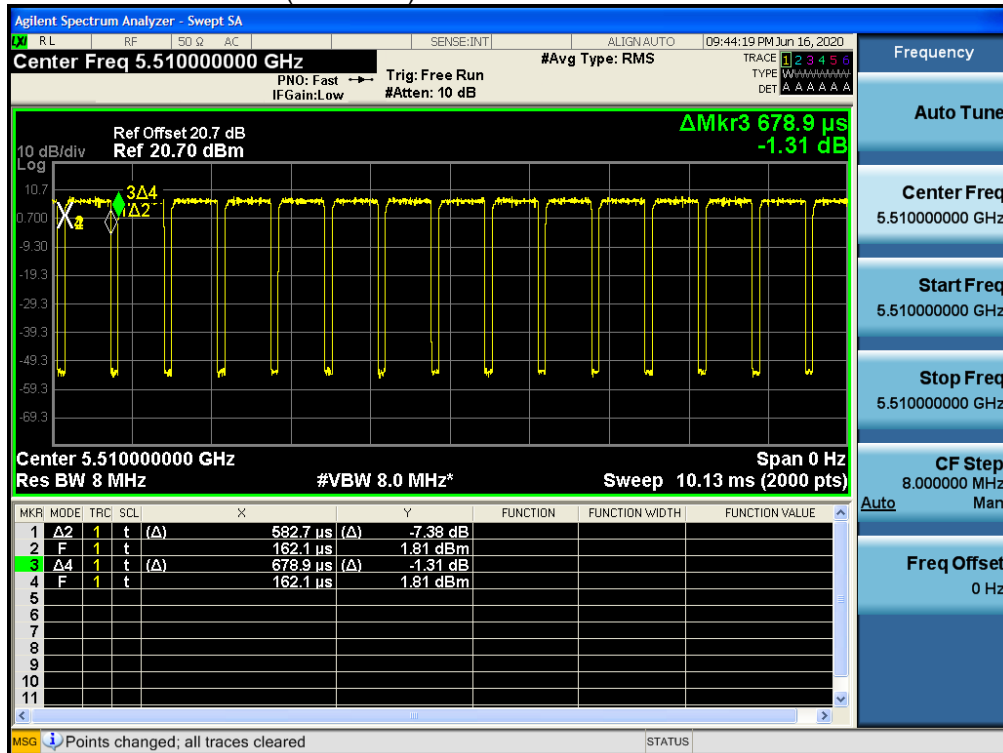 Agilent Spectrum Analyzer - Swept SA
LXI RL RF 50 Ω AC SENSE:INT ALIGN AUTO 09:44:19 PM Jun 16, 2020
Center Freq 5.510000000 GHz #Avg Type: RMS TRACE 1 2 3 4 5 6
PNO: Fast Trig: Free Run TYPE WWWWWW
IFGain:Low #Atten: 10 dB DET A A A A A A
ΔMkr3 678.9 µs
-1.31 dB
Ref Offset 20.7 dB
10 dB/div Ref 20.70 dBm
Log
10.7
0.700
-9.30
-19.3
-29.3
-39.3
-49.3
-59.3
-69.3
3Δ4
1Δ2
Center 5.510000000 GHz Span 0 Hz
Res BW 8 MHz #VBW 8.0 MHz* Sweep 10.13 ms (2000 pts)
MKR MODE TRC SCL X Y FUNCTION FUNCTION WIDTH FUNCTION VALUE
1 Δ2 1 t (Δ) 582.7 µs (Δ) -7.38 dB
2 F 1 t 162.1 µs 1.81 dBm
3 Δ4 1 t (Δ) 678.9 µs (Δ) -1.31 dB
4 F 1 t 162.1 µs 1.81 dBm
5
6
7
8
9
10
11
MSG Points changed; all traces cleared STATUS
Frequency
Auto Tune
Center Freq
5.510000000 GHz
Start Freq
5.510000000 GHz
Stop Freq
5.510000000 GHz
CF Step
8.000000 MHz
Auto Man
Freq Offset
0 Hz